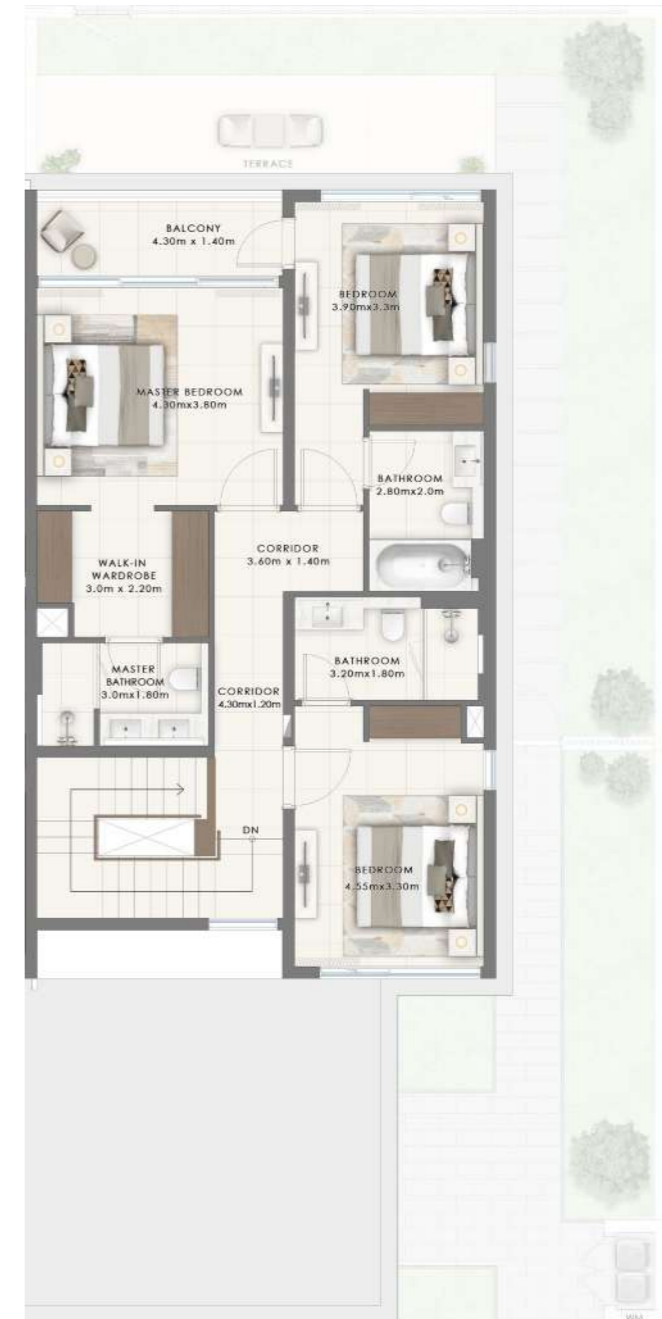 TERRACE
BALCONY
4.30m x 1.40m
BEDROOM
3.90mx3.3m
MASTER BEDROOM
4.30mx3.80m
BATHROOM
2.80mx2.0m
CORRIDOR
3.60m x 1.40m
WALK-IN
WARDROBE
3.0m x 2.20m
BATHROOM
3.20mx1.80m
MASTER
BATHROOM
3.0mx1.80m
CORRIDOR
4.30mx1.20m
DN
BEDROOM
4.55mx3.30m